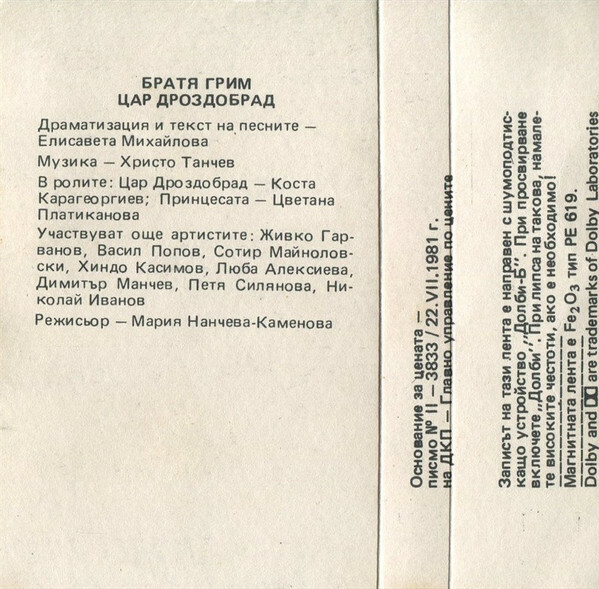 БРАТЯ ГРИМ
ЦАР ДРОЗДОБРАД
Драматизация и текст на песните —
Елисавета Михайлова
Музика — Христо Танчев
В ролите: Цар Дроздобрад — Коста
Карагеоргиев; Принцесата — Цветана
Платиканова
Участвуват още артистите: Живко Гар-
ванов, Васил Попов, Сотир Майнолов-
ски, Хиндо Касимов, Люба Алексиева,
Димитър Манчев, Петя Силянова, Ни-
колай Иванов
Режисьор — Мария Нанчева-Каменова
Основание за цената —
писмо № II — 3833 / 22.VII.1981 г.
на ДКП — Главно управление по цените
Записът на тази лента е направен с шумоподтис-
кащо устройство „Долби-Б". При просвирване
включете „Долби". При липса на такова, намале-
те високите честоти, ако е необходимо!
Магнитната лента е Fe₂O₃ тип PE 619.
Dolby and are trademarks of Dolby Laboratories